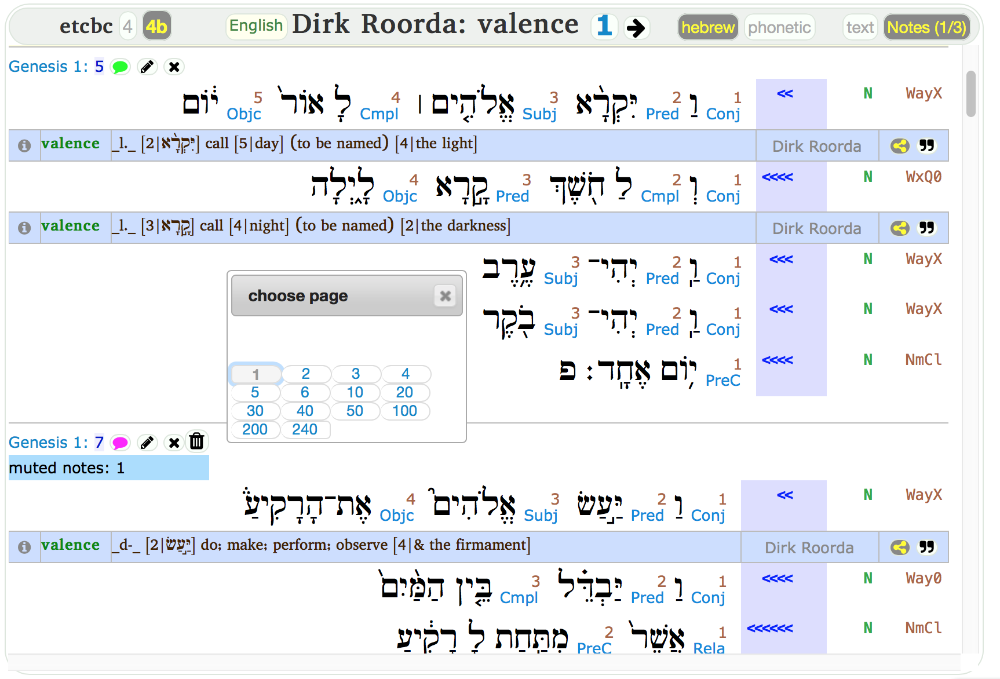 etcbc 4 4b English Dirk Roorda: valence 1 hebrew phonetic text Notes (1/3)
Genesis 1: 5
1 Conj וַ 2 Pred יִּקְרָ֨א 3 Subj אֱלֹהִ֤ים ׀ 4 Cmpl לָ אוֹר֙ 5 Objc יֹ֔ום << N WayX
valence _l._ [2|יִּקְרָ֨א] call [5|day] (to be named) [4|the light] Dirk Roorda
1 Conj וְ 2 Cmpl לַ חֹ֖שֶׁךְ 3 Pred קָ֣רָא 4 Objc לָ֑יְלָה <<<< N WxQ0
valence _l._ [3|קָ֣רָא] call [4|night] (to be named) [2|the darkness] Dirk Roorda
1 Conj וַֽ 2 Pred יְהִי־ 3 Subj עֶ֥רֶב <<< N WayX
choose page
1 Conj וַֽ 2 Pred יְהִי־ 3 Subj בֹ֖קֶר <<< N WayX
1 PreC יֹ֥ום אֶחָֽד׃ פ <<<< N NmCl
1 2 3 4
5 6 10 20
30 40 50 100
200 240
Genesis 1: 7
muted notes: 1
1 Conj וַ 2 Pred יַּ֣עַשׂ 3 Subj אֱלֹהִים֮ 4 Objc אֶת־הָרָקִיעַ֒ << N WayX
valence _d-_ [2|יַּ֣עַשׂ] do; make; perform; observe [4|& the firmament] Dirk Roorda
1 Conj וַ 2 Pred יַּבְדֵּ֗ל 3 Cmpl בֵּ֤ין הַמַּ֨יִם֙ <<<< N Way0
1 Rela אֲשֶׁר֙ 2 PreC מִתַּ֣חַת לָ רָקִ֔יעַ <<<<<< N NmCl